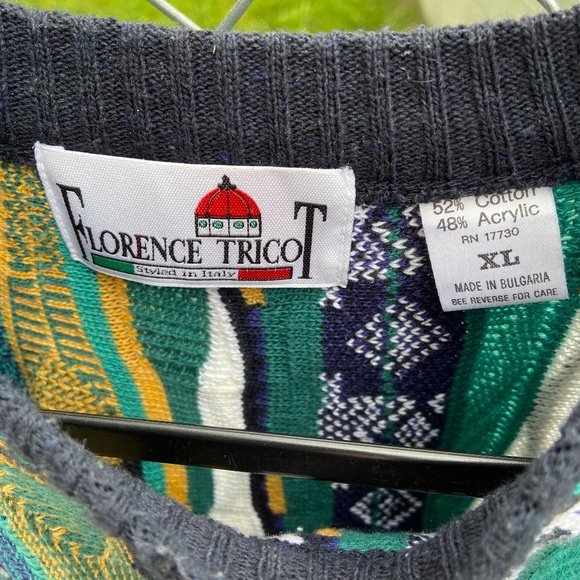 FLORENCE TRICOT
Styled in Italy
52% Cotton
48% Acrylic
RN 17730
XL
MADE IN BULGARIA
SEE REVERSE FOR CARE